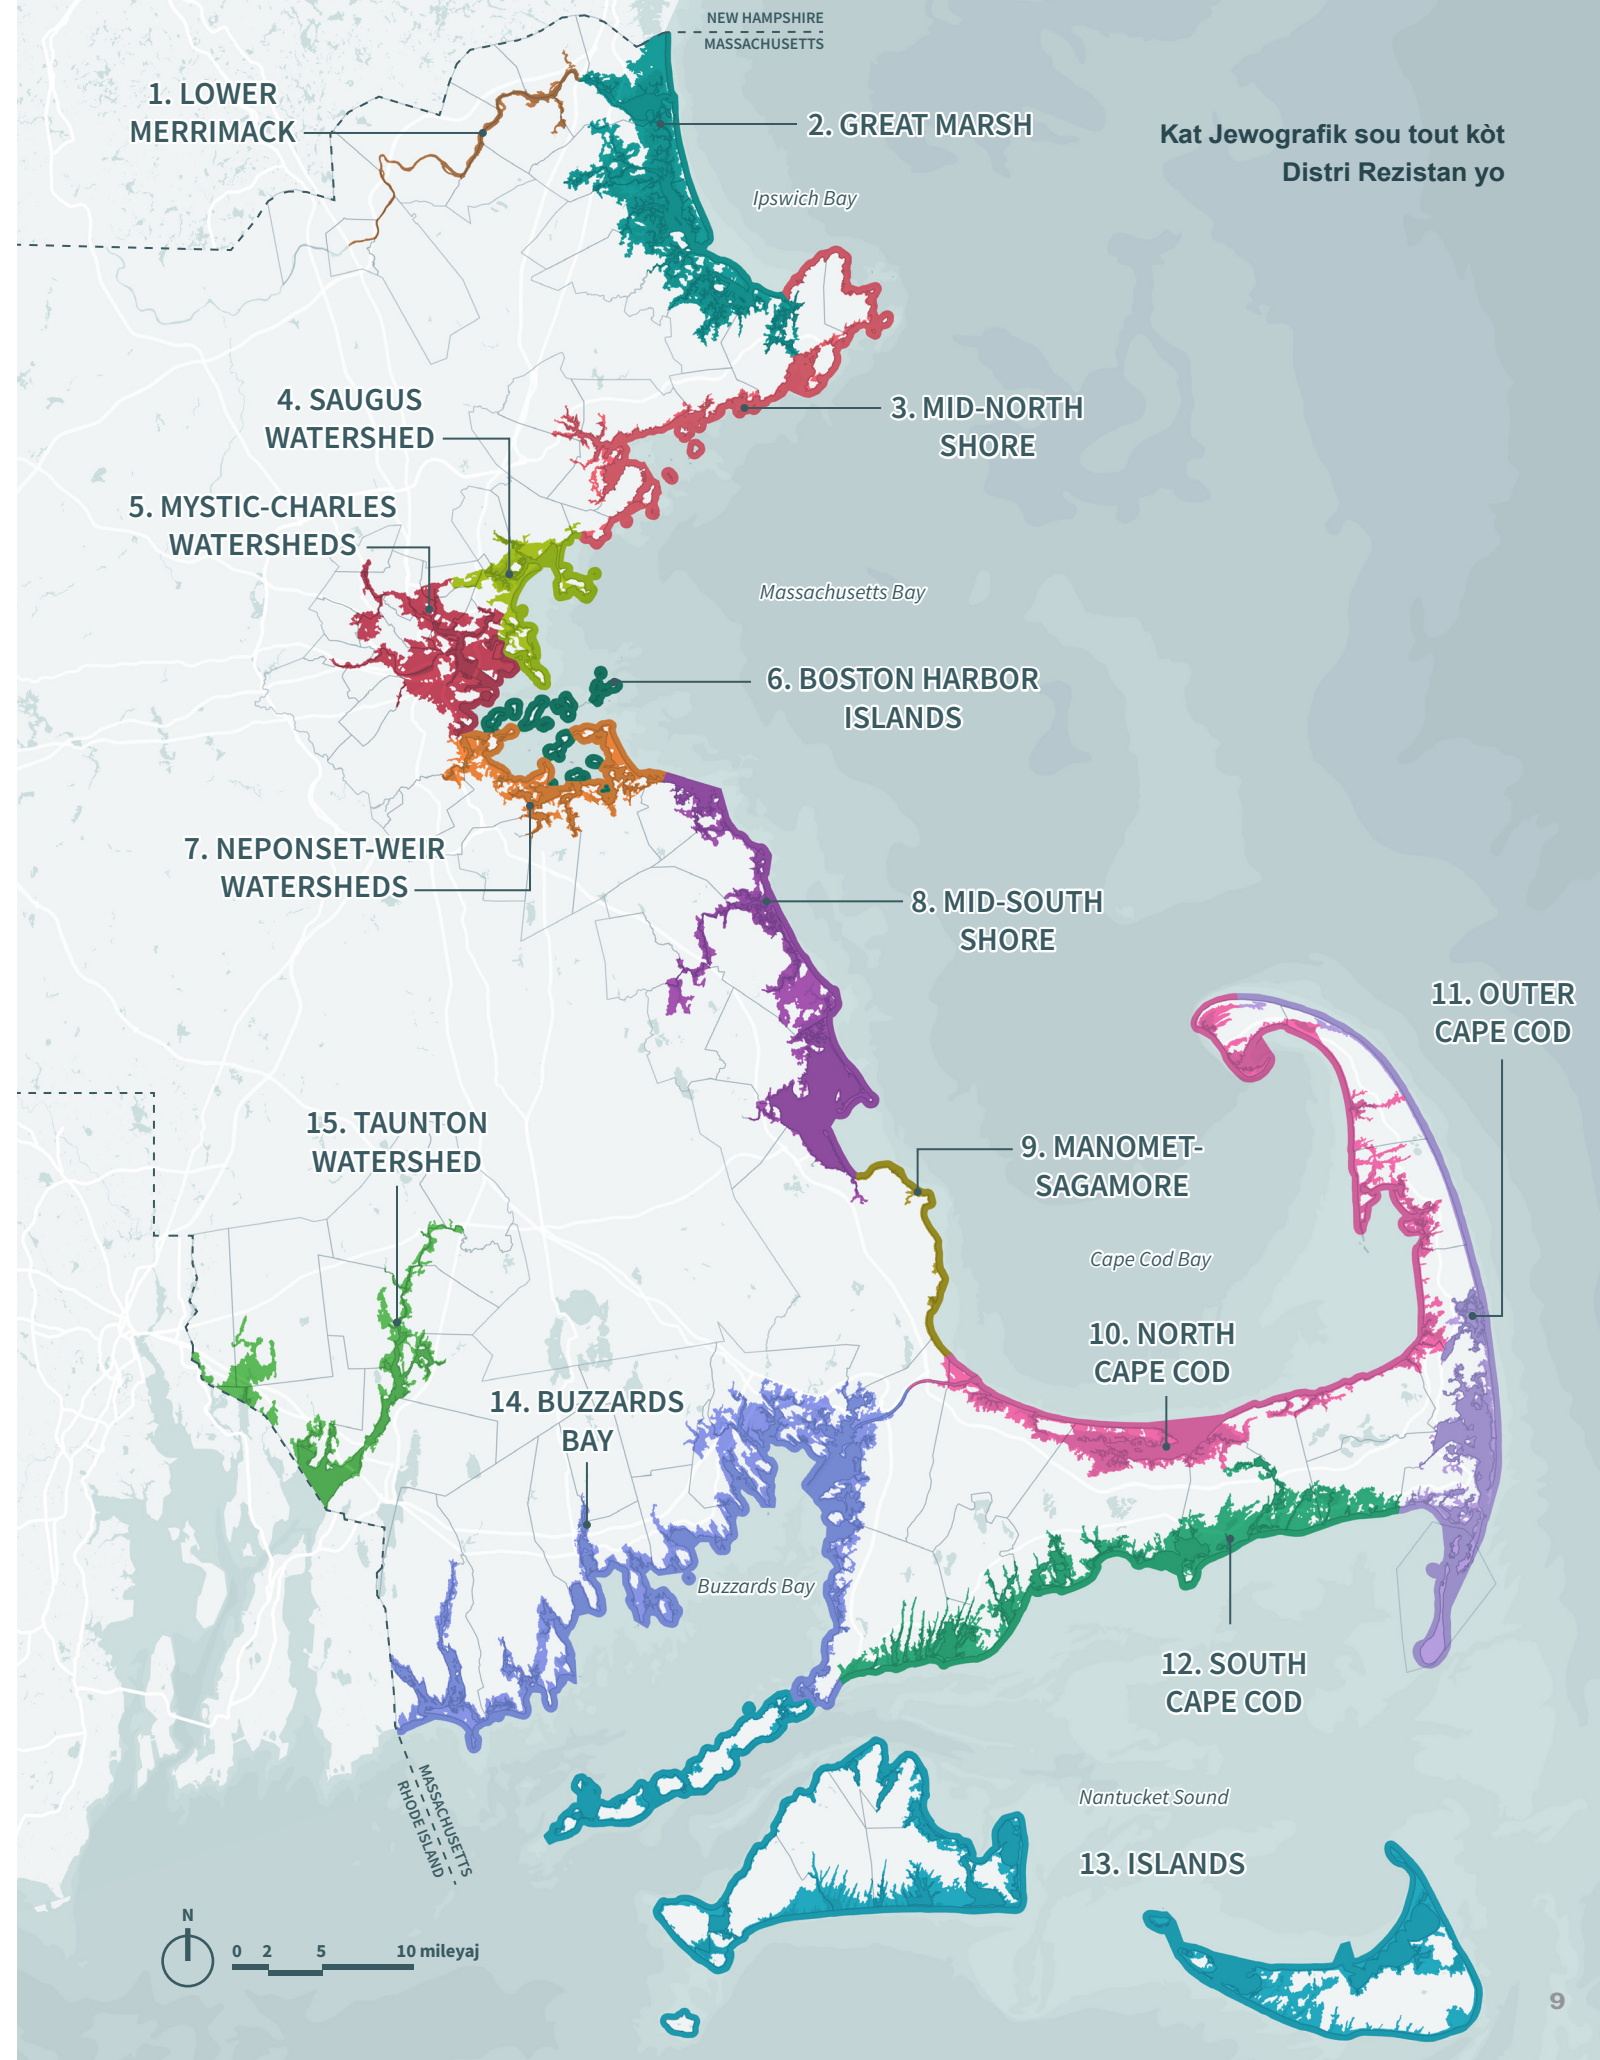 NEW HAMPSHIRE
MASSACHUSETTS
1. LOWER
MERRIMACK
2. GREAT MARSH
Kat Jewografik sou tout kòt
Distri Rezistan yo
Ipswich Bay
4. SAUGUS
WATERSHED
3. MID-NORTH
SHORE
5. MYSTIC-CHARLES
WATERSHEDS
Massachusetts Bay
6. BOSTON HARBOR
ISLANDS
7. NEPONSET-WEIR
WATERSHEDS
8. MID-SOUTH
SHORE
11. OUTER
CAPE COD
15. TAUNTON
WATERSHED
9. MANOMET-
SAGAMORE
Cape Cod Bay
10. NORTH
CAPE COD
14. BUZZARDS
BAY
Buzzards Bay
12. SOUTH
CAPE COD
MASSACHUSETTS
RHODE ISLAND
Nantucket Sound
13. ISLANDS
N
0 2 5 10 mileyaj
9